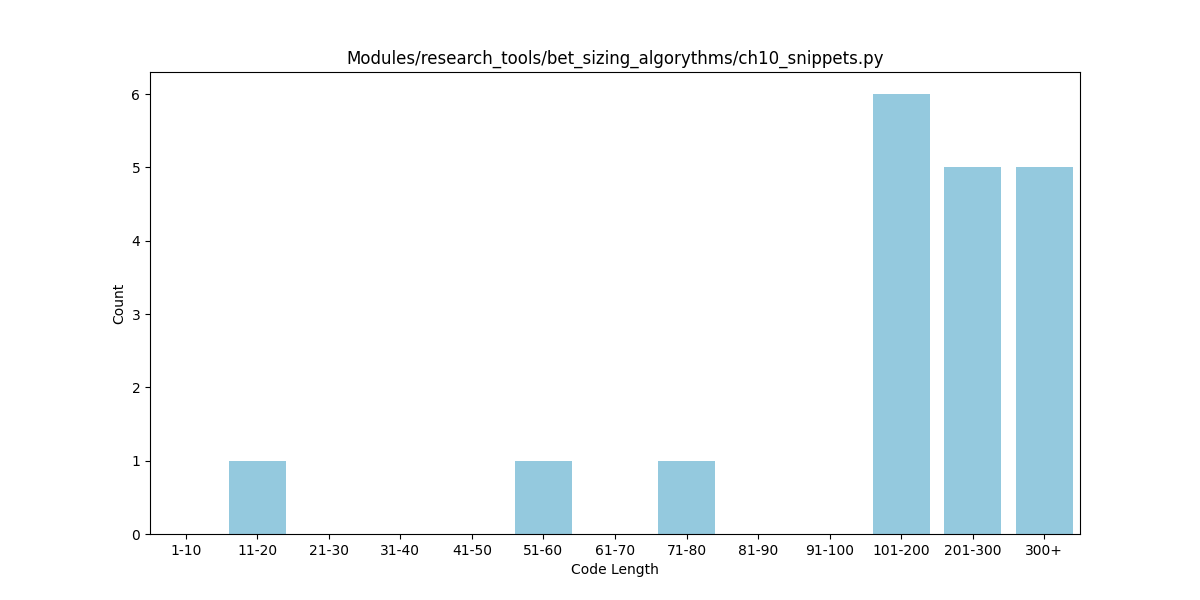 Modules/research_tools/bet_sizing_algorythms/ch10_snippets.py
6
5
4
3
2
1
0
Count
1-10 11-20 21-30 31-40 41-50 51-60 61-70 71-80 81-90 91-100 101-200 201-300 300+
Code Length